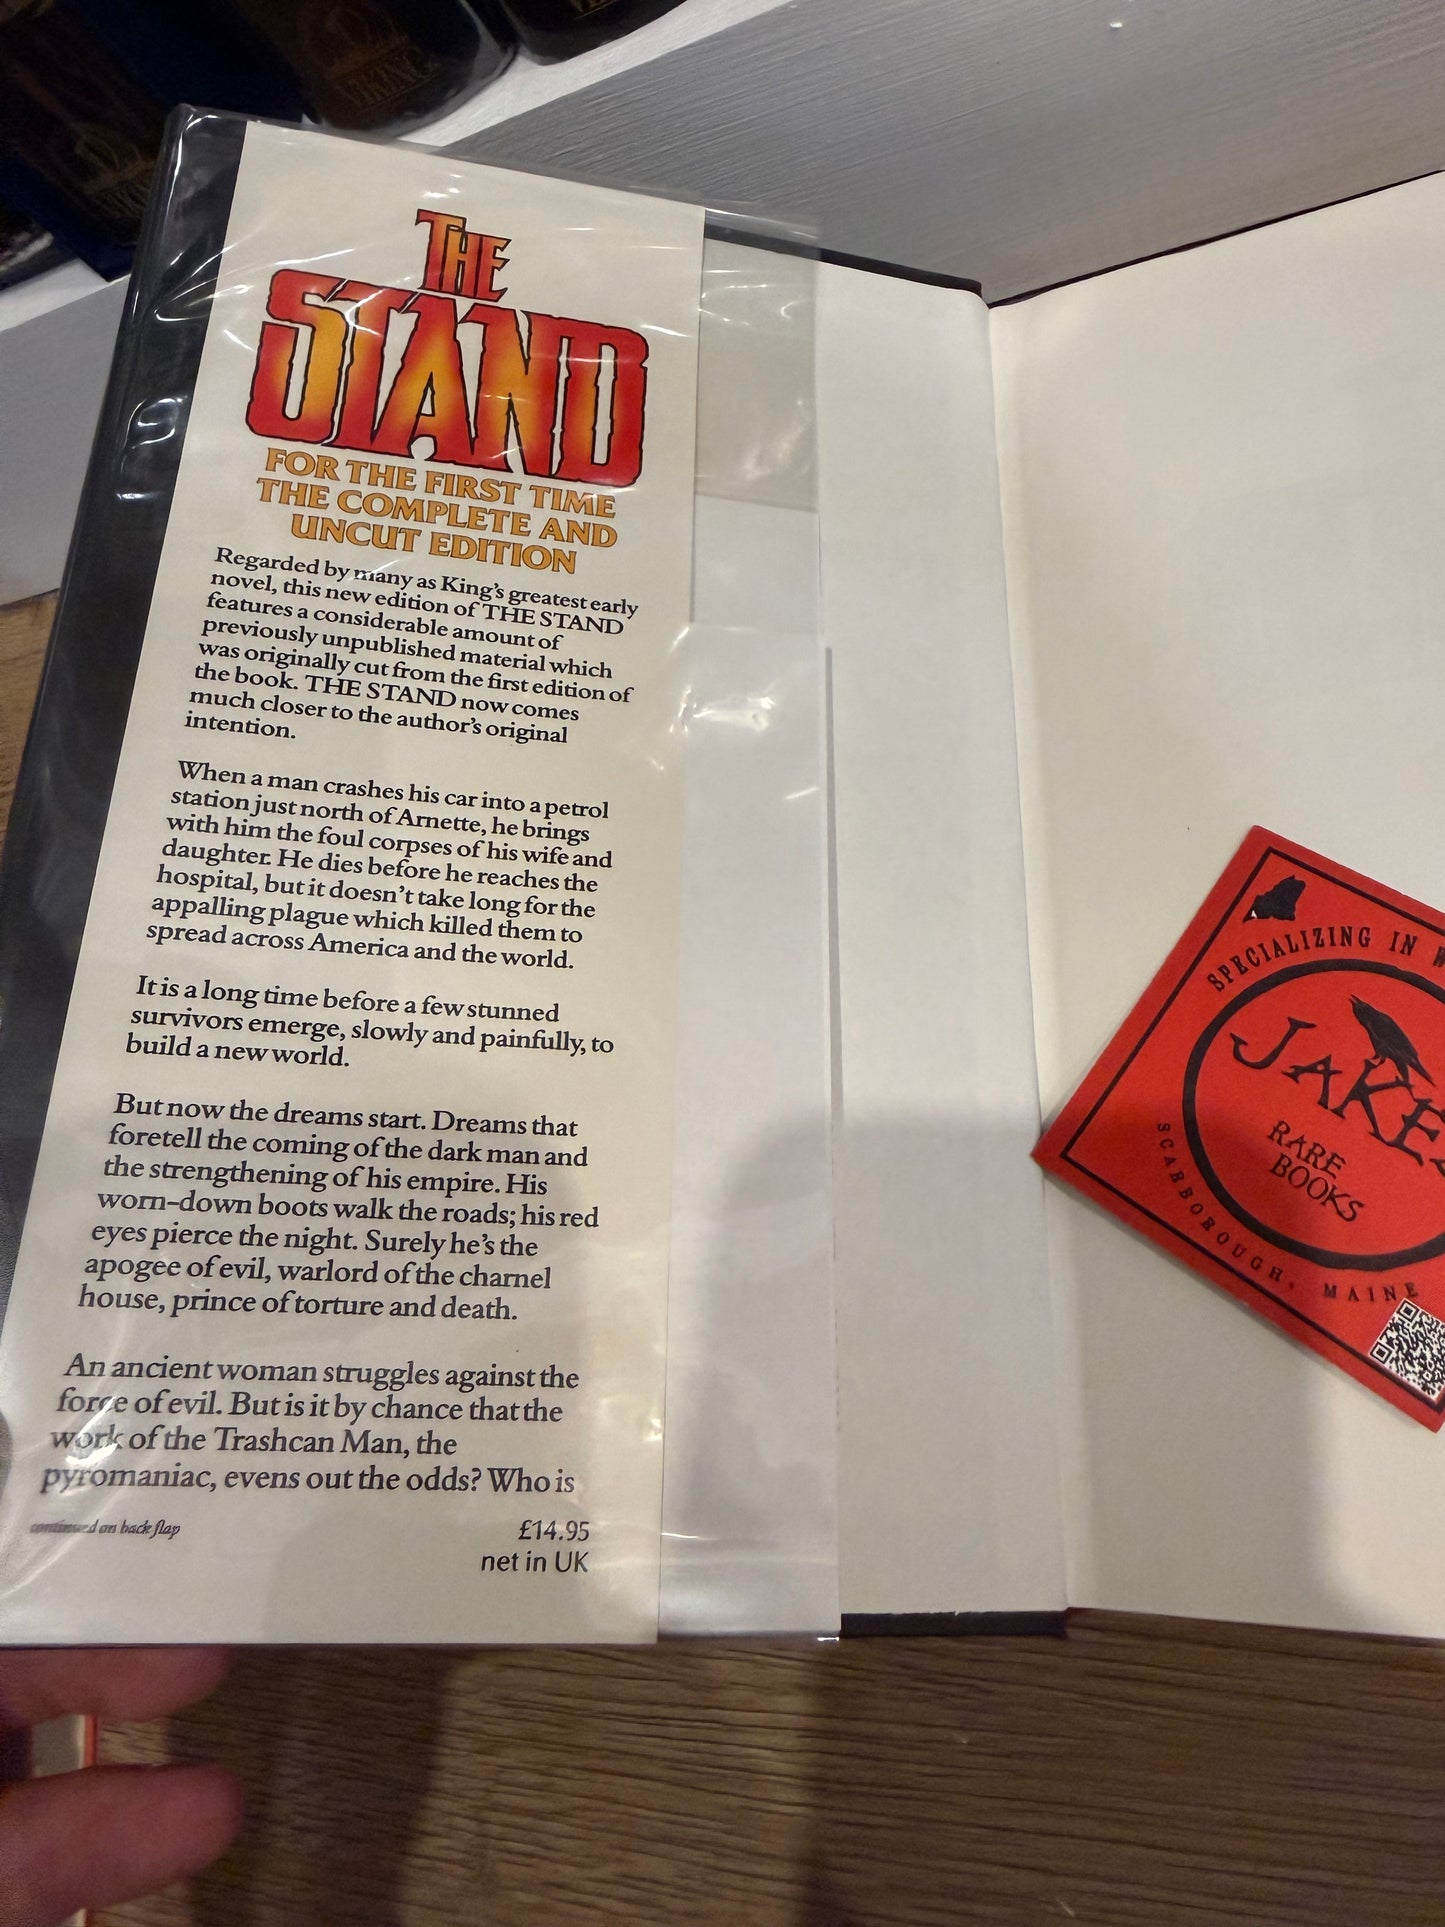 VIKING
THE
STAND
FOR THE FIRST TIME
THE COMPLETE AND
UNCUT EDITION
Regarded by many as King's greatest early
novel, this new edition of THE STAND
features a considerable amount of
previously unpublished material which
was originally cut from the first edition of
the book. THE STAND now comes
much closer to the author's original
intention.
When a man crashes his car into a petrol
station just north of Arnette, he brings
with him the foul corpses of his wife and
daughter. He dies before he reaches the
hospital, but it doesn't take long for the
appalling plague which killed them to
spread across America and the world.
It is a long time before a few stunned
survivors emerge, slowly and painfully, to
build a new world.
But now the dreams start. Dreams that
foretell the coming of the dark man and
the strengthening of his empire. His
worn-down boots walk the roads; his red
eyes pierce the night. Surely he's the
apogee of evil, warlord of the charnel
house, prince of torture and death.
An ancient woman struggles against the
force of evil. But is it by chance that the
work of the Trashcan Man, the
pyromaniac, evens out the odds? Who is
continued on back flap
£14.95
net in UK
SPECIALIZING IN
JAKES
RARE
BOOKS
SCARBOROUGH, MAINE